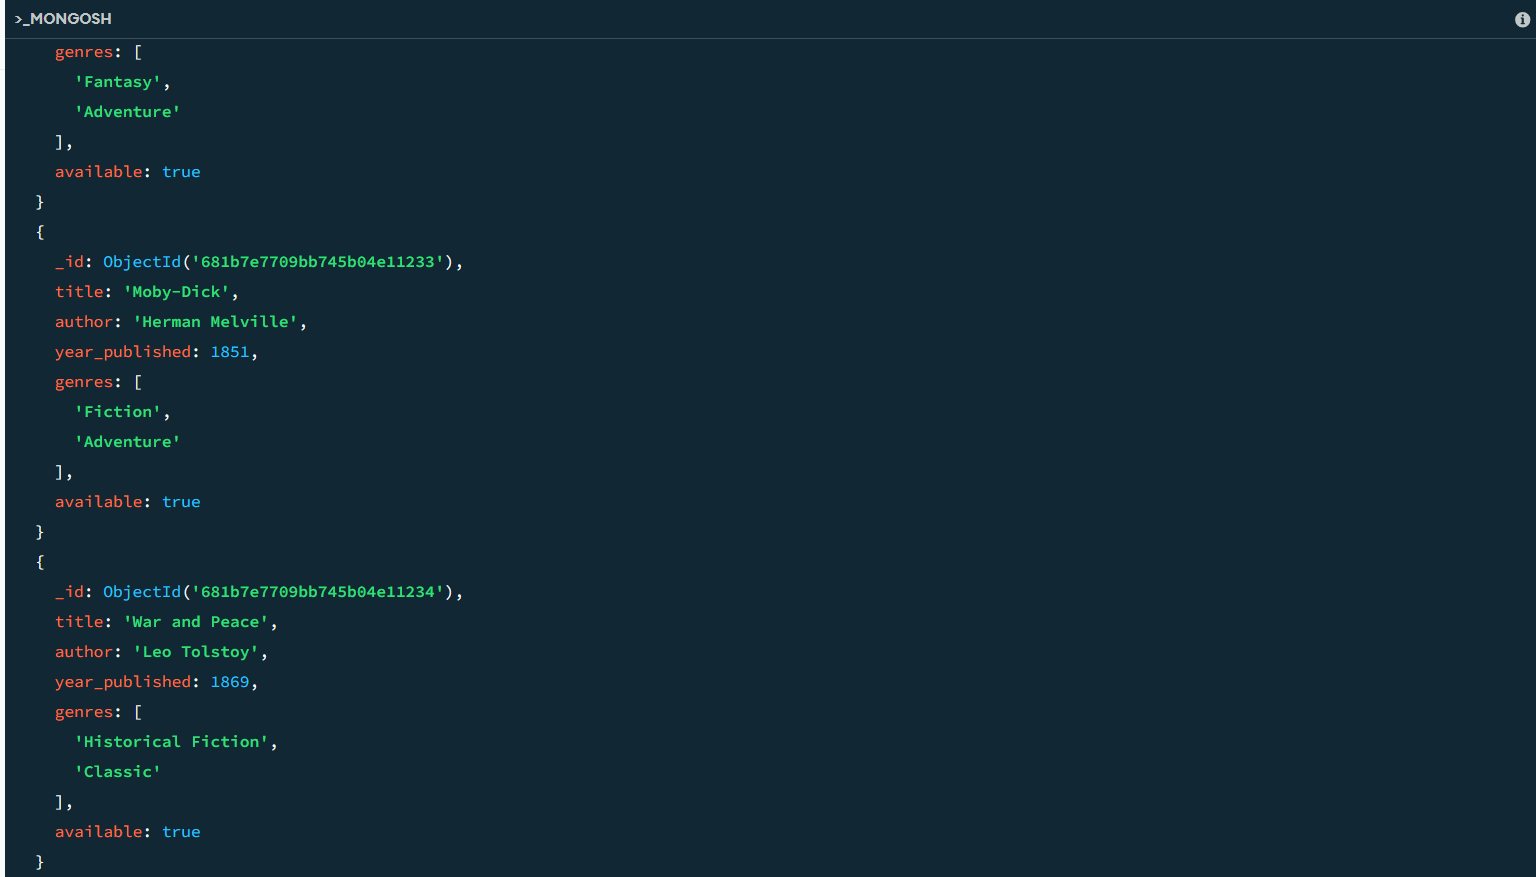 >_MONGOSH
genres: [
'Fantasy',
'Adventure'
],
available: true
}
{
_id: ObjectId('681b7e7709bb745b04e11233'),
title: 'Moby-Dick',
author: 'Herman Melville',
year_published: 1851,
genres: [
'Fiction',
'Adventure'
],
available: true
}
{
_id: ObjectId('681b7e7709bb745b04e11234'),
title: 'War and Peace',
author: 'Leo Tolstoy',
year_published: 1869,
genres: [
'Historical Fiction',
'Classic'
],
available: true
}